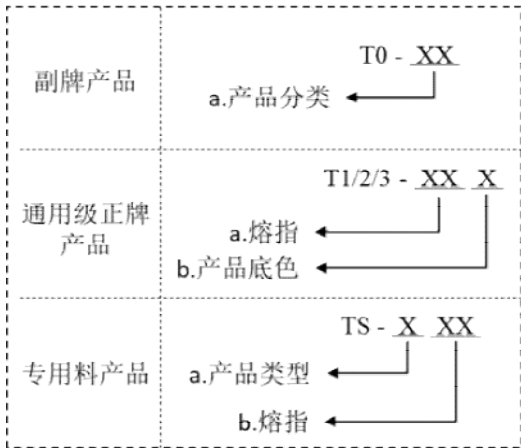 副牌产品
T0 - XX
a.产品分类
通用级正牌
产品
T1/2/3 - XX X
a.熔指
b.产品底色
专用料产品
TS - X XX
a.产品类型
b.熔指